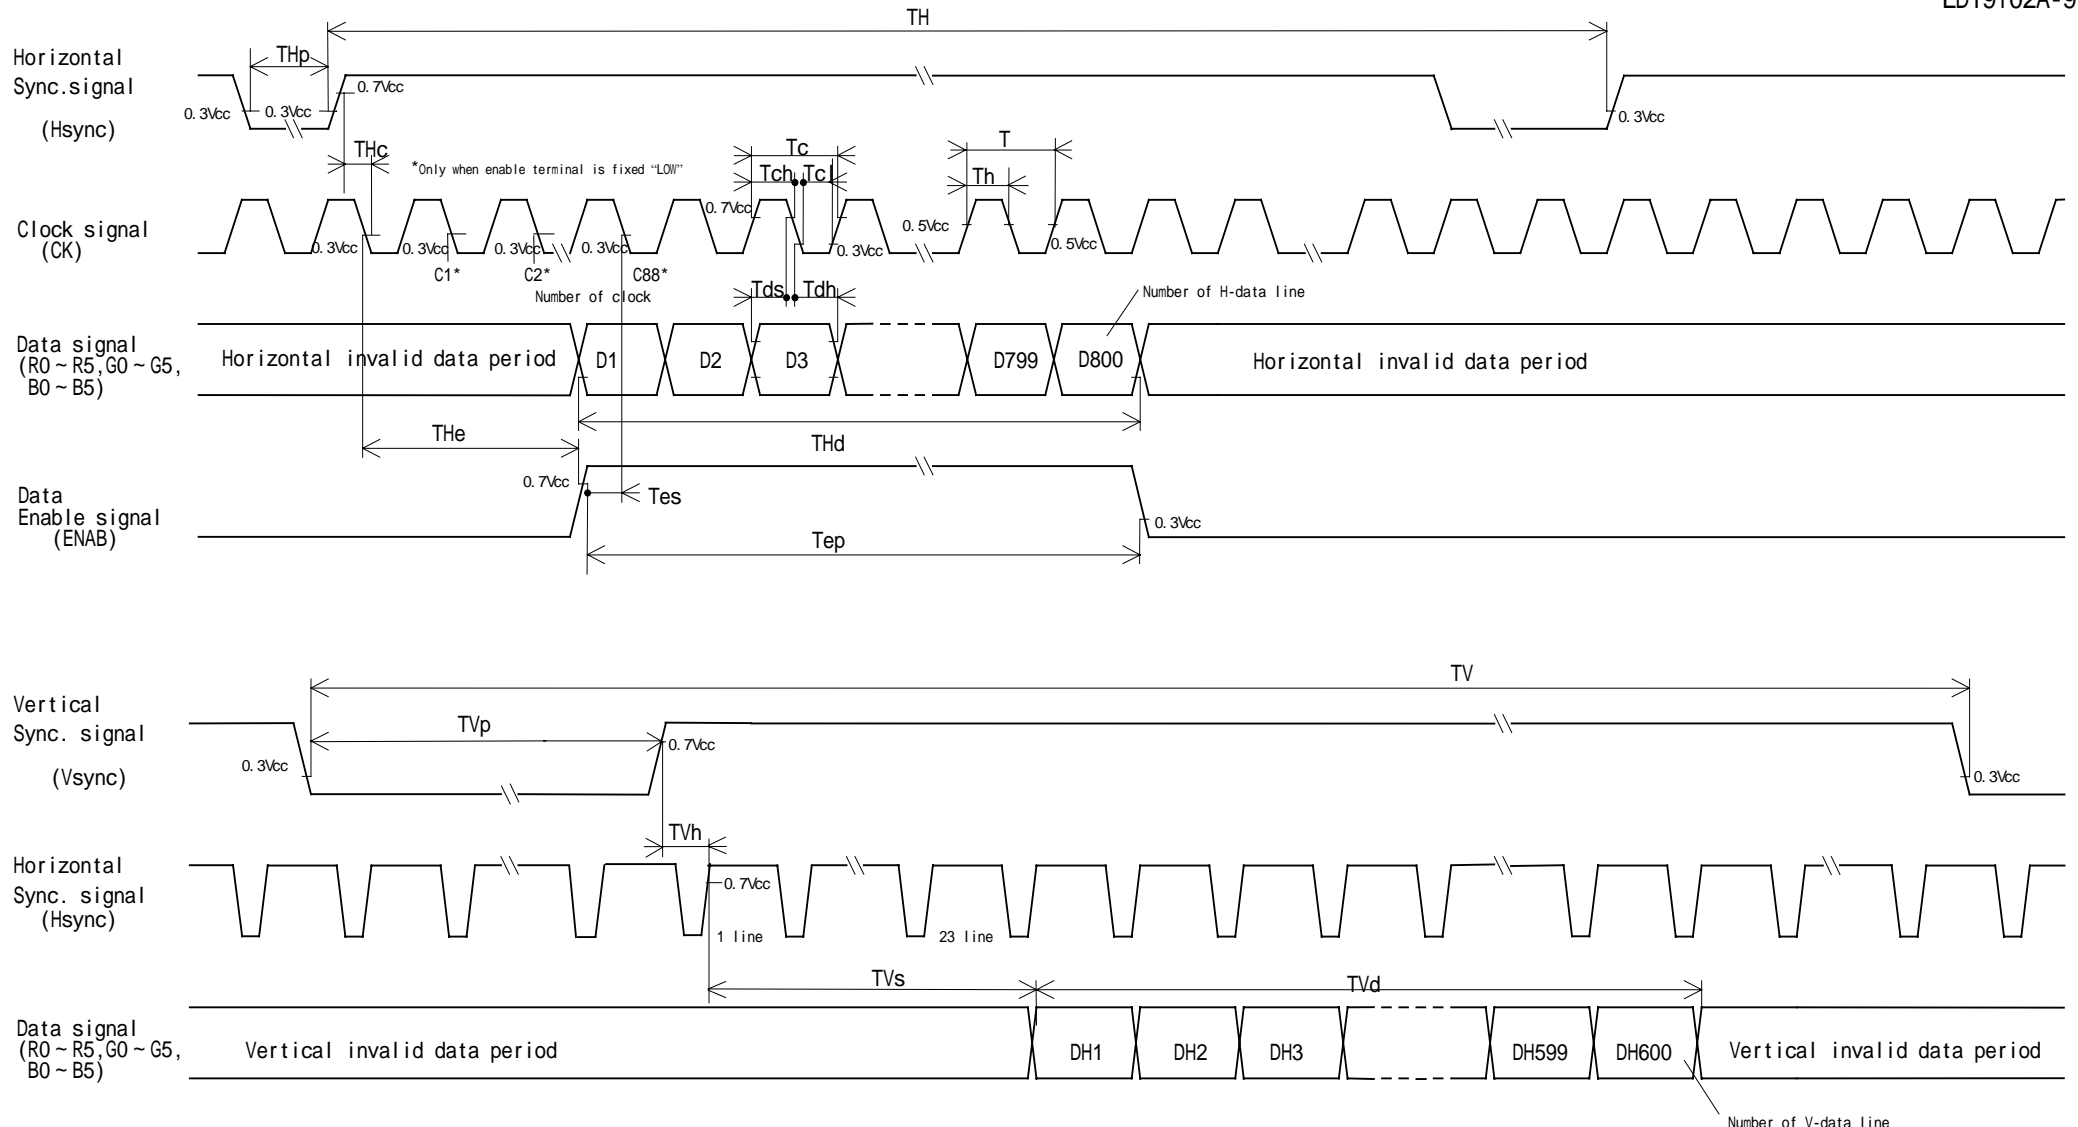 TH
Horizontal
Sync.signal
(Hsync)
THp
0.7Vcc
0.3Vcc
0.3Vcc
0.3Vcc
THc
*Only when enable terminal is fixed “LOW”
Tc
Tch
Tcl
T
Th
Clock signal
(CK)
0.7Vcc
0.5Vcc
0.3Vcc
0.3Vcc
0.3Vcc
0.3Vcc
0.3Vcc
0.5Vcc
C1*
C2*
C88*
Number of clock
Tds
Tdh
Number of H-data line
Data signal
(R0~R5,G0~G5,
B0~B5)
Horizontal invalid data period
D1
D2
D3
D799
D800
Horizontal invalid data period
THe
THd
Data
Enable signal
(ENAB)
0.7Vcc
Tes
0.3Vcc
Tep
TV
Vertical
Sync. signal
(Vsync)
TVp
0.7Vcc
0.3Vcc
0.3Vcc
TVh
Horizontal
Sync. signal
(Hsync)
0.7Vcc
1 line
23 line
TVs
TVd
Data signal
(R0~R5,G0~G5,
B0~B5)
Vertical invalid data period
DH1
DH2
DH3
DH599
DH600
Vertical invalid data period
Number of V-data line